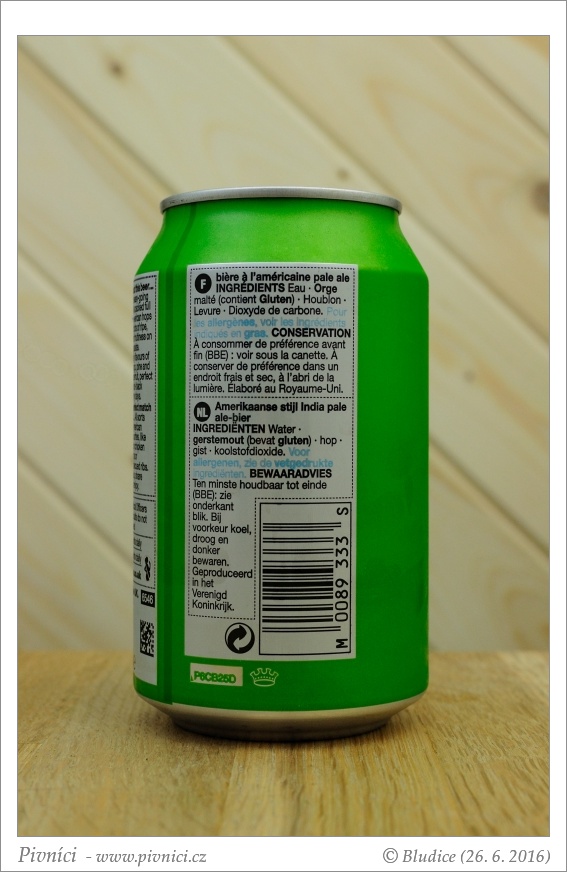 F bière à l'américaine pale ale
INGRÉDIENTS Eau · Orge
malté (contient Gluten) · Houblon ·
Levure · Dioxyde de carbone. Pour
les allergènes, voir les ingrédients
indiqués en gras. CONSERVATION
À consommer de préférence avant
fin (BBE) : voir sous la canette. À
conserver de préférence dans un
endroit frais et sec, à l'abri de la
lumière. Élaboré au Royaume-Uni.
NL Amerikaanse stijl India pale
ale-bier
INGREDIËNTEN Water ·
gerstemout (bevat gluten) · hop ·
gist · koolstofdioxide. Voor
allergenen, zie de vetgedrukte
ingrediënten. BEWAARADVIES
Ten minste houdbaar tot einde
(BBE): zie
onderkant
blik. Bij
voorkeur koel,
droog en
donker
bewaren.
Geproduceerd
in het
Verenigd
Koninkrijk.
M 0089 333 S
P6CB25D
6546
Pivníci - www.pivnici.cz
© Bludice (26. 6. 2016)